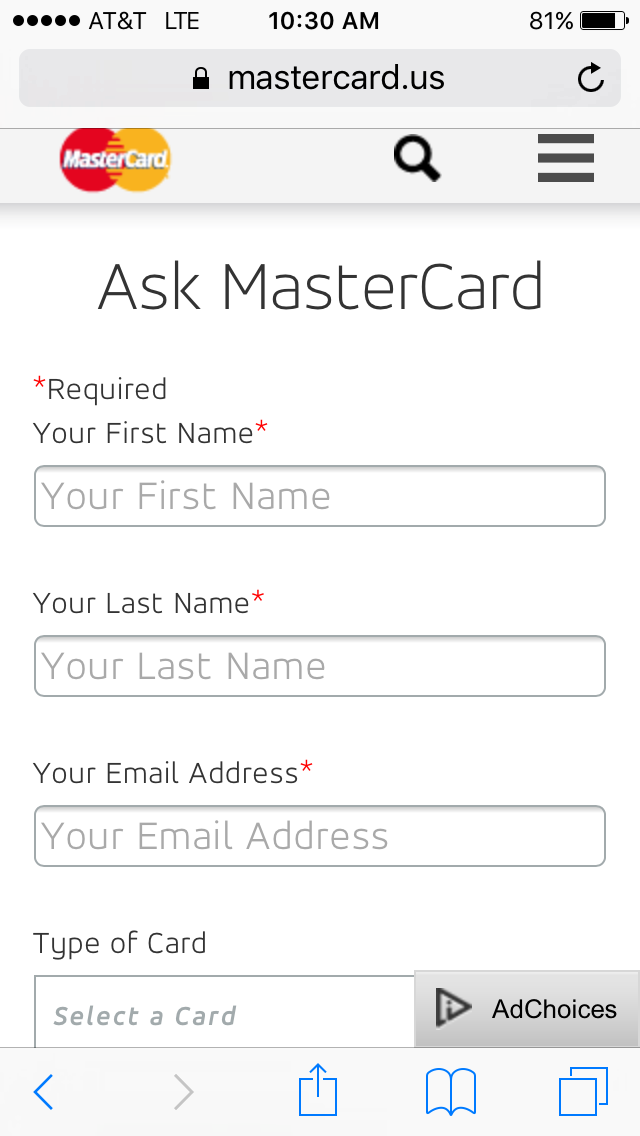 AT&T LTE 10:30 AM 81%
mastercard.us
MasterCard
Ask MasterCard
*Required
Your First Name*
Your First Name
Your Last Name*
Your Last Name
Your Email Address*
Your Email Address
Type of Card
Select a Card
AdChoices